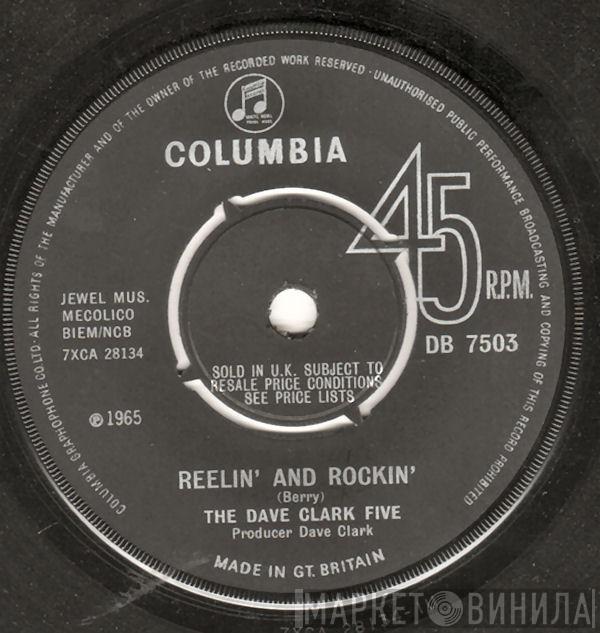 COLUMBIA GRAPHOPHONE CO.LTD·ALL RIGHTS OF THE MANUFACTURER AND OF THE OWNER OF THE RECORDED WORK RESERVED·UNAUTHORISED PUBLIC PERFORMANCE BROADCASTING AND COPYING OF THIS RECORD PROHIBITED
COLUMBIA
45
R.P.M.
JEWEL MUS.
MECOLICO
BIEM/NCB
7XCA 28134
DB 7503
SOLD IN U.K. SUBJECT TO
RESALE PRICE CONDITIONS
SEE PRICE LISTS
℗1965
REELIN' AND ROCKIN'
(Berry)
THE DAVE CLARK FIVE
Producer Dave Clark
MADE IN GT. BRITAIN
МАРКЕТ ВИНИЛА